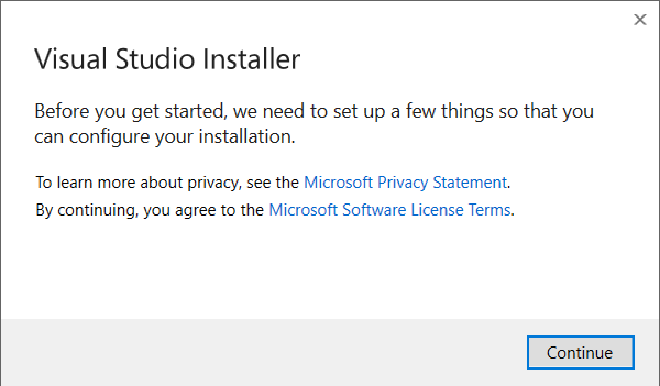 Visual Studio Installer
Before you get started, we need to set up a few things so that you
can configure your installation.
To learn more about privacy, see the Microsoft Privacy Statement.
By continuing, you agree to the Microsoft Software License Terms.
Continue